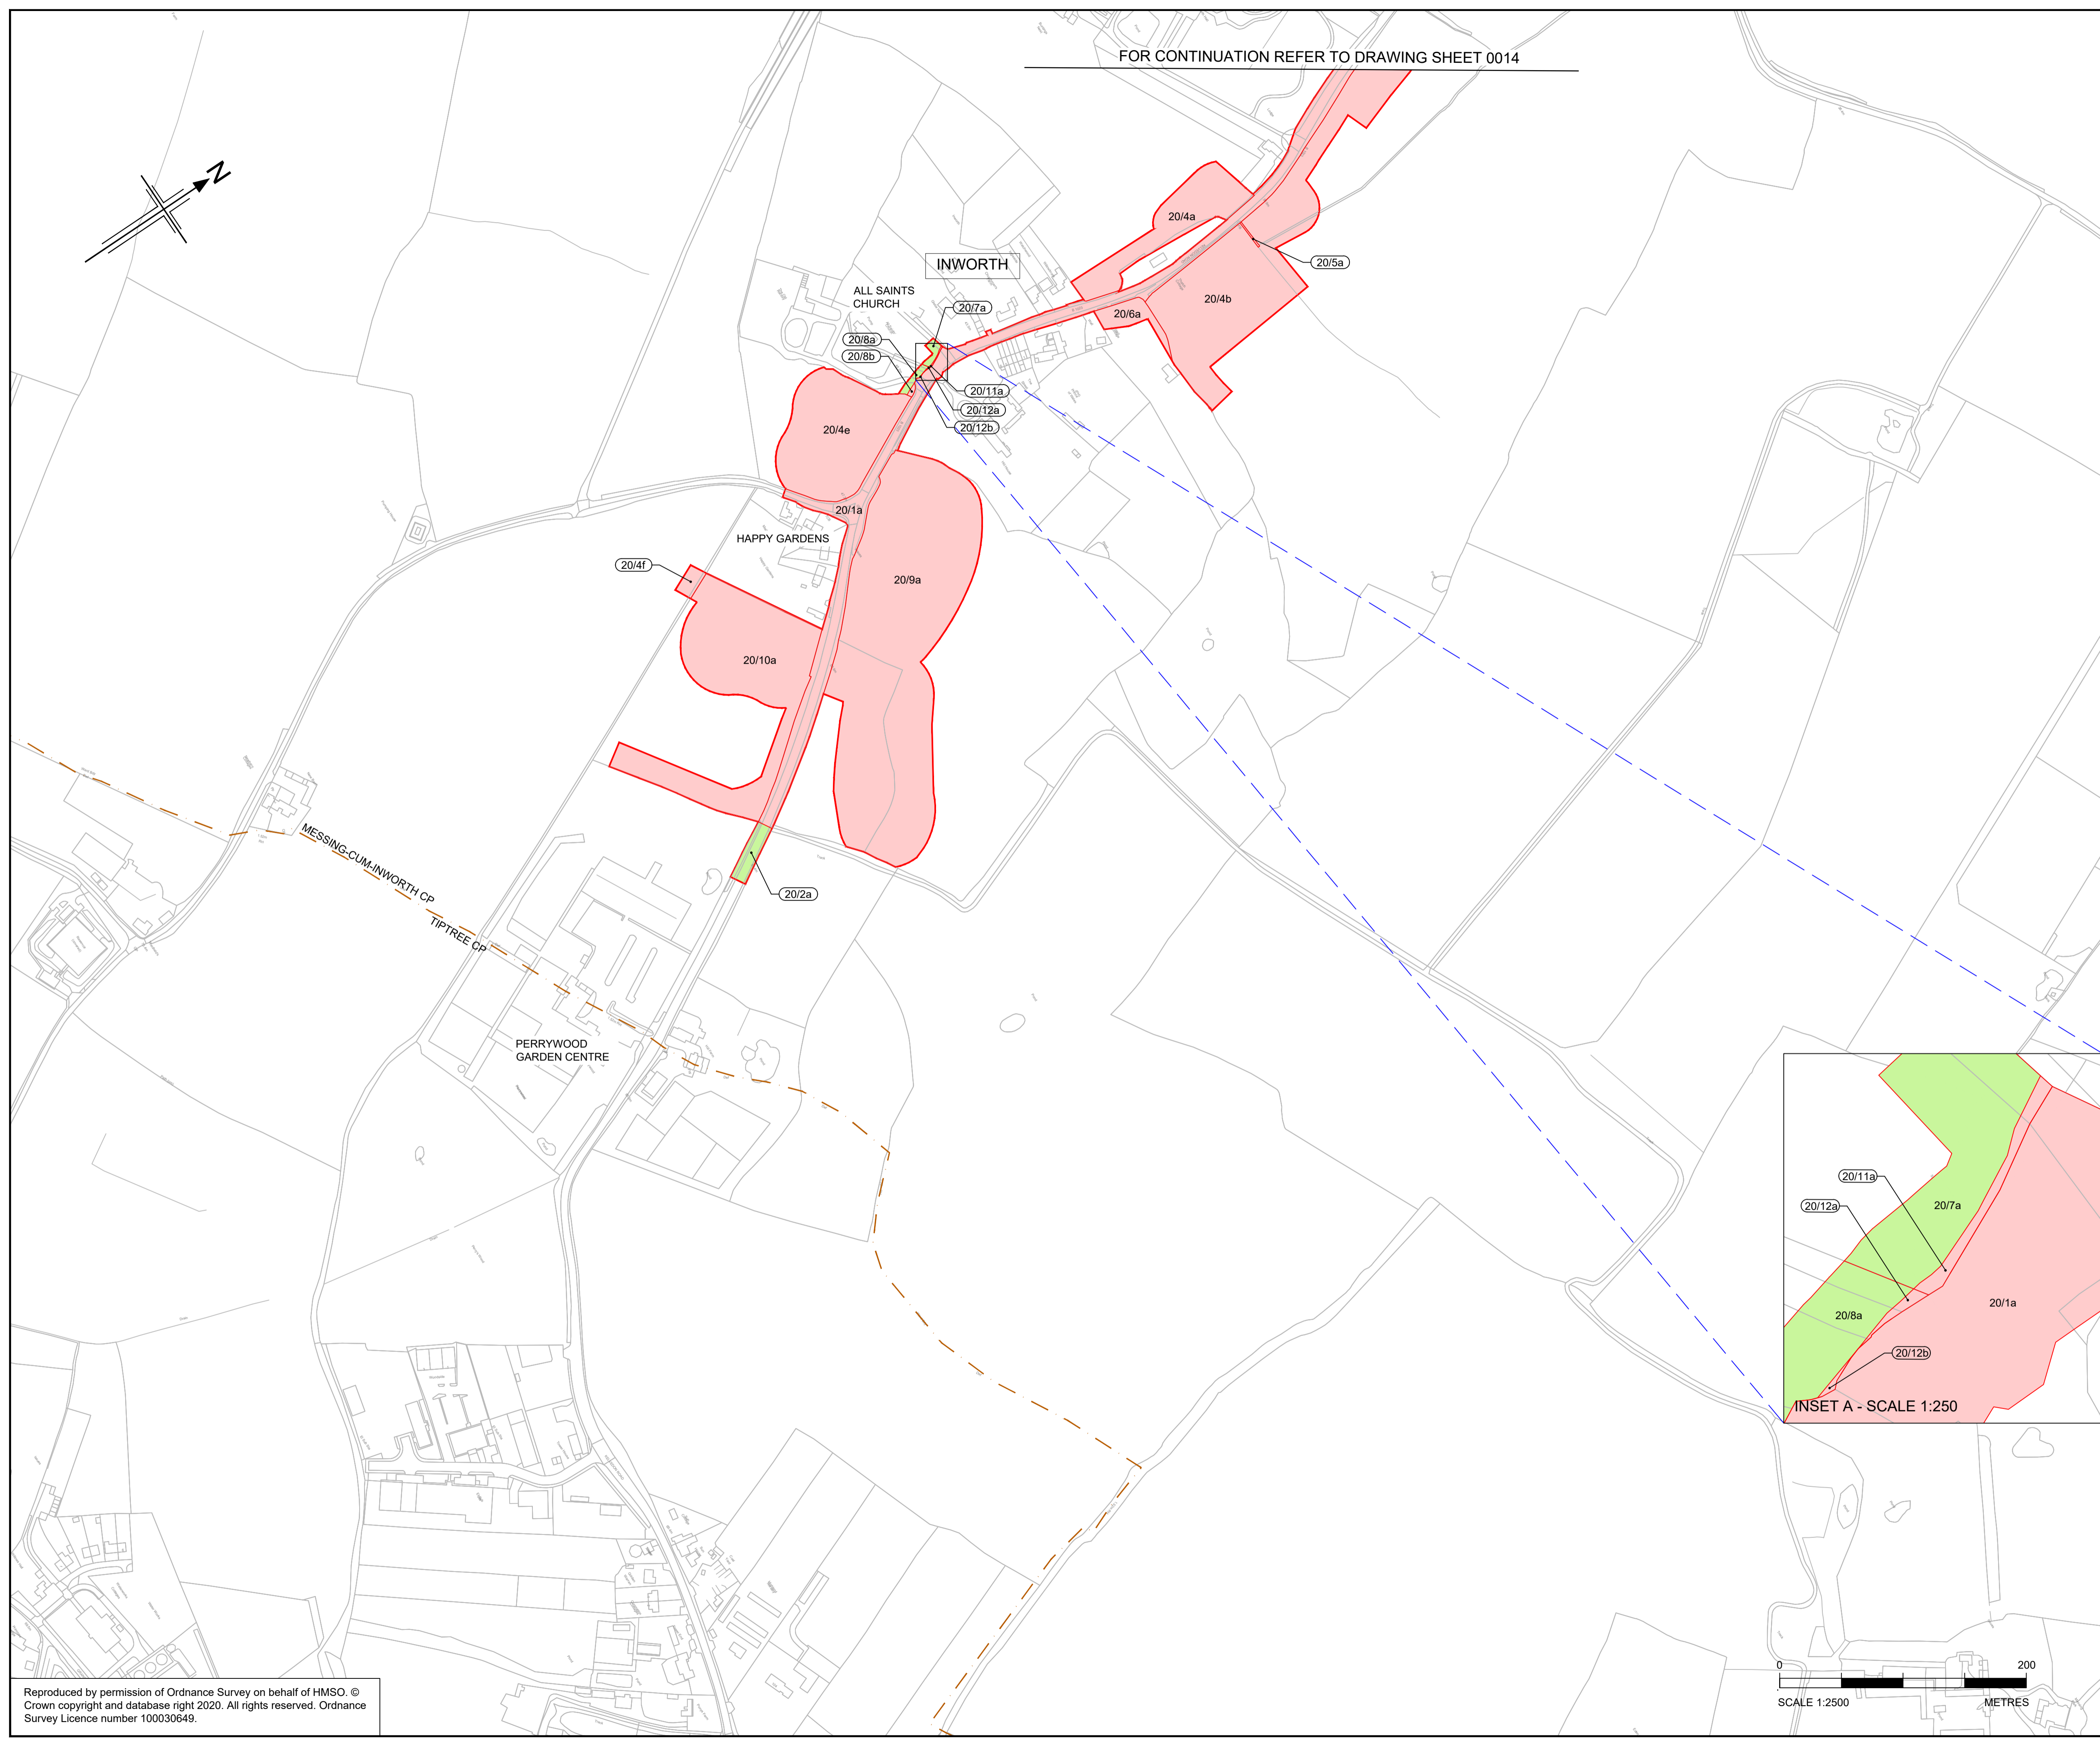 FOR CONTINUATION REFER TO DRAWING SHEET 0014
N
20/4a
INWORTH
20/5a
ALL SAINTS
CHURCH
20/7a
20/4b
20/6a
20/8a
20/8b
20/11a
20/12a
20/12b
20/4e
20/1a
HAPPY GARDENS
20/4f
20/9a
20/10a
MESSING-CUM-INWORTH CP
TIPTREE CP
20/2a
PERRYWOOD
GARDEN CENTRE
20/11a
20/12a
20/7a
20/8a
20/1a
20/12b
INSET A - SCALE 1:250
0
200
SCALE 1:2500
METRES
Reproduced by permission of Ordnance Survey on behalf of HMSO. ©
Crown copyright and database right 2020. All rights reserved. Ordnance
Survey Licence number 100030649.